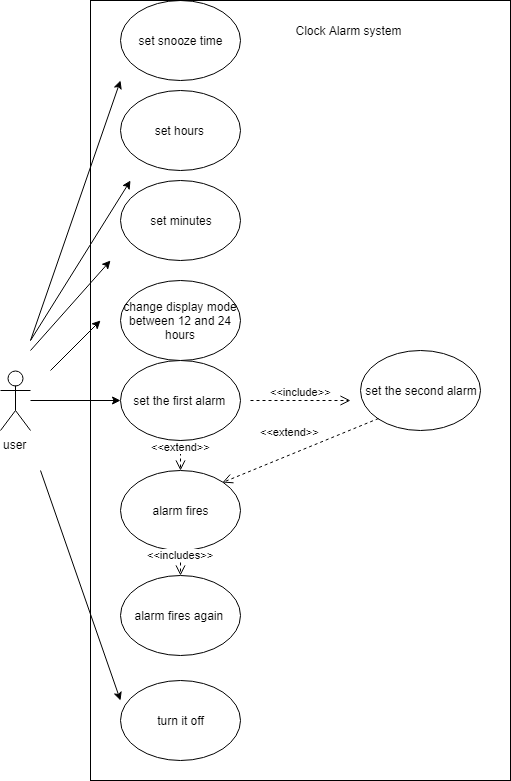 Clock Alarm system
set snooze time
set hours
set minutes
change display mode
between 12 and 24
hours
set the first alarm
<<include>>
set the second alarm
<<extend>>
user
<<extend>>
alarm fires
<<includes>>
alarm fires again
turn it off